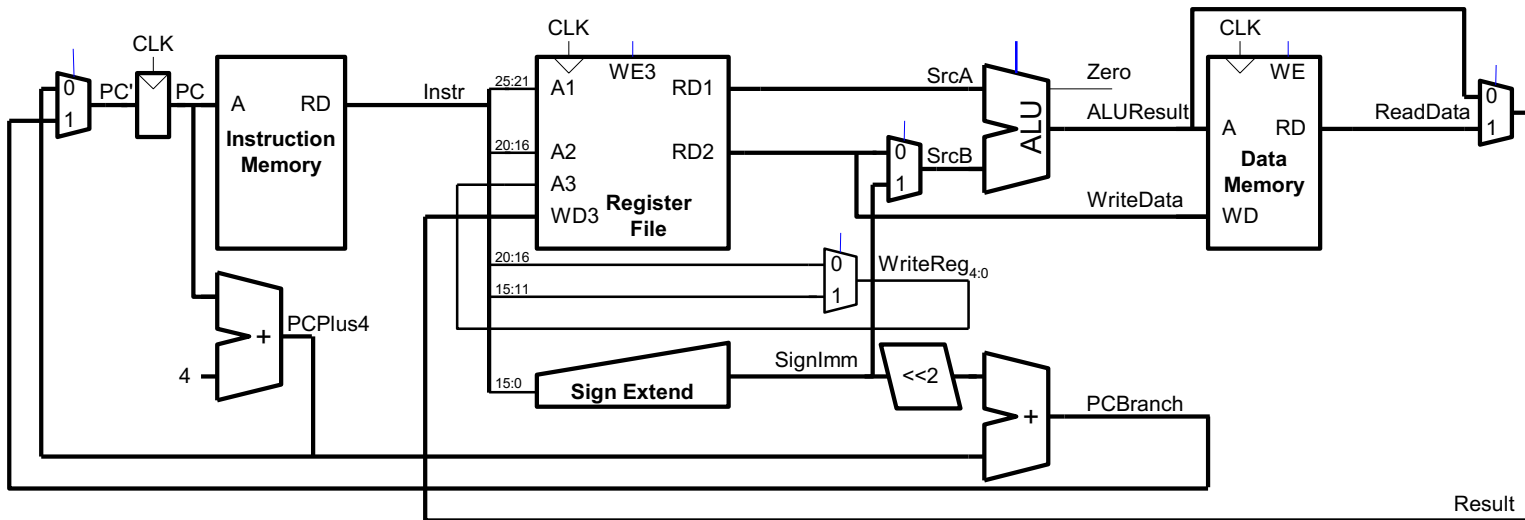 CLK
CLK
CLK
0
1
PC'
PC
A
RD
Instruction
Memory
Instr
25:21
A1
WE3
RD1
20:16
A2
RD2
A3
WD3
Register
File
SrcA
0
1
SrcB
ALU
Zero
ALUResult
WriteData
WE
A
RD
Data
Memory
WD
ReadData
0
1
20:16
15:11
0
1
WriteReg4:0
4
+
PCPlus4
15:0
Sign Extend
SignImm
<<2
+
PCBranch
Result